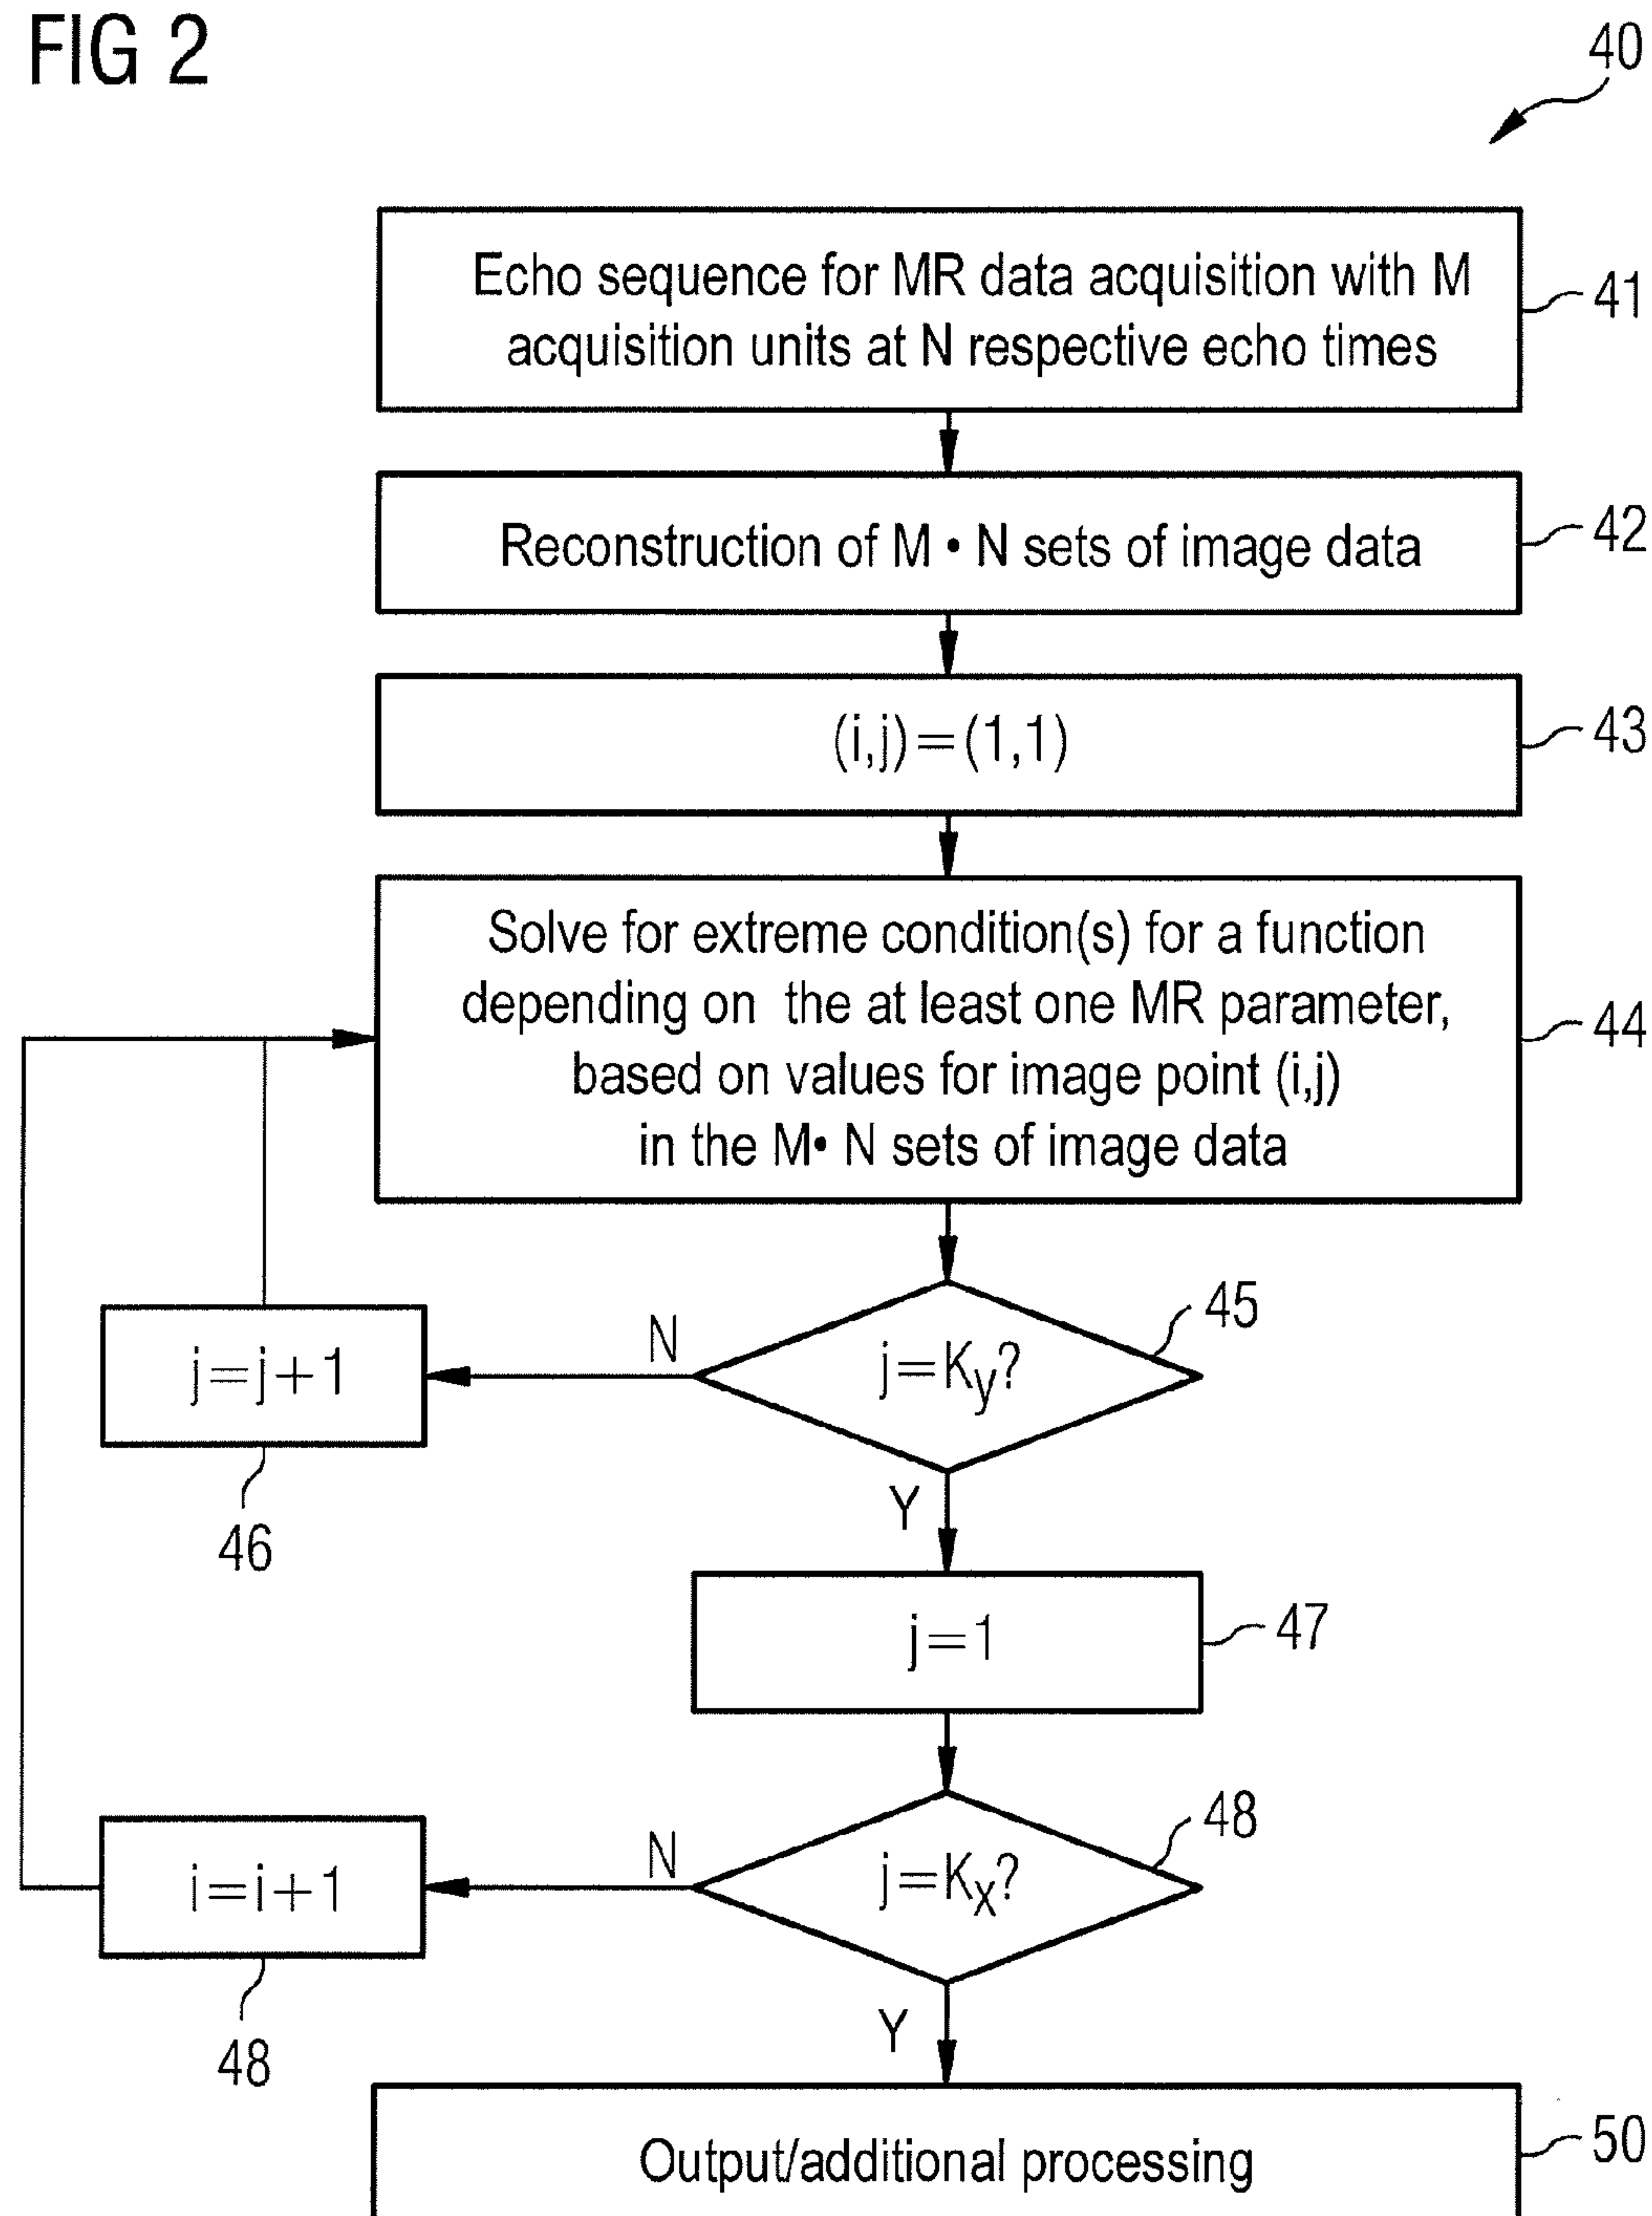 FIG 2
40
Echo sequence for MR data acquisition with M
acquisition units at N respective echo times
41
Reconstruction of M • N sets of image data
42
(i,j)=(1,1)
43
Solve for extreme condition(s) for a function
depending on the at least one MR parameter,
based on values for image point (i,j)
in the M• N sets of image data
44
j=Ky?
45
N
j=j+1
46
Y
j=1
47
j=Kx?
48
N
i=i+1
48
Y
Output/additional processing
50